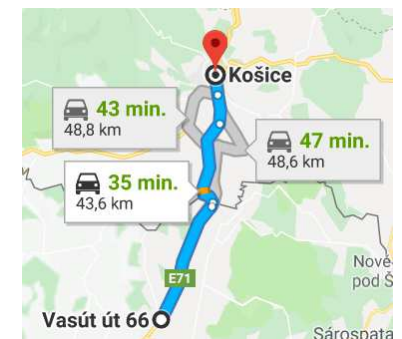 Košice
43 min.
48,8 km
47 min.
48,6 km
35 min.
43,6 km
E71
Nové
pod Š
Vasút út 66
Sárospata